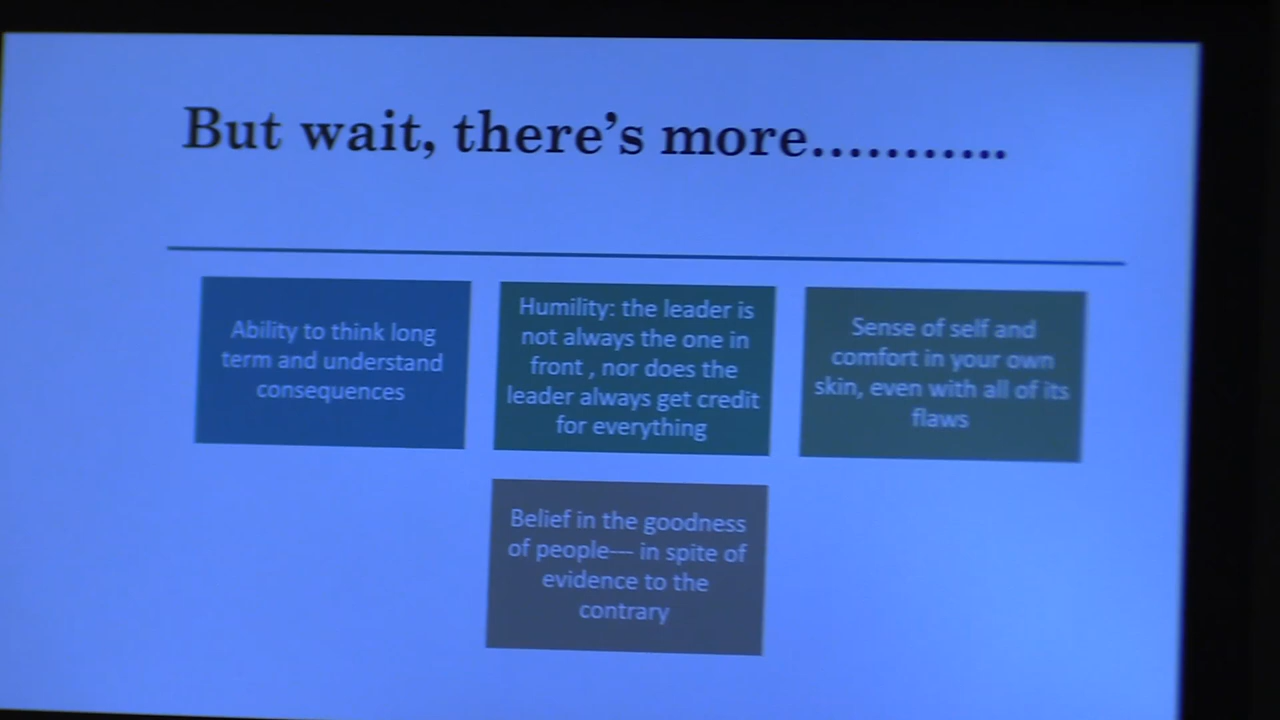 But wait, there's more...........
Ability to think long
term and understand
consequences
Humility: the leader is
not always the one in
front , nor does the
leader always get credit
for everything
Sense of self and
comfort in your own
skin, even with all of its
flaws
Belief in the goodness
of people--- in spite of
evidence to the
contrary